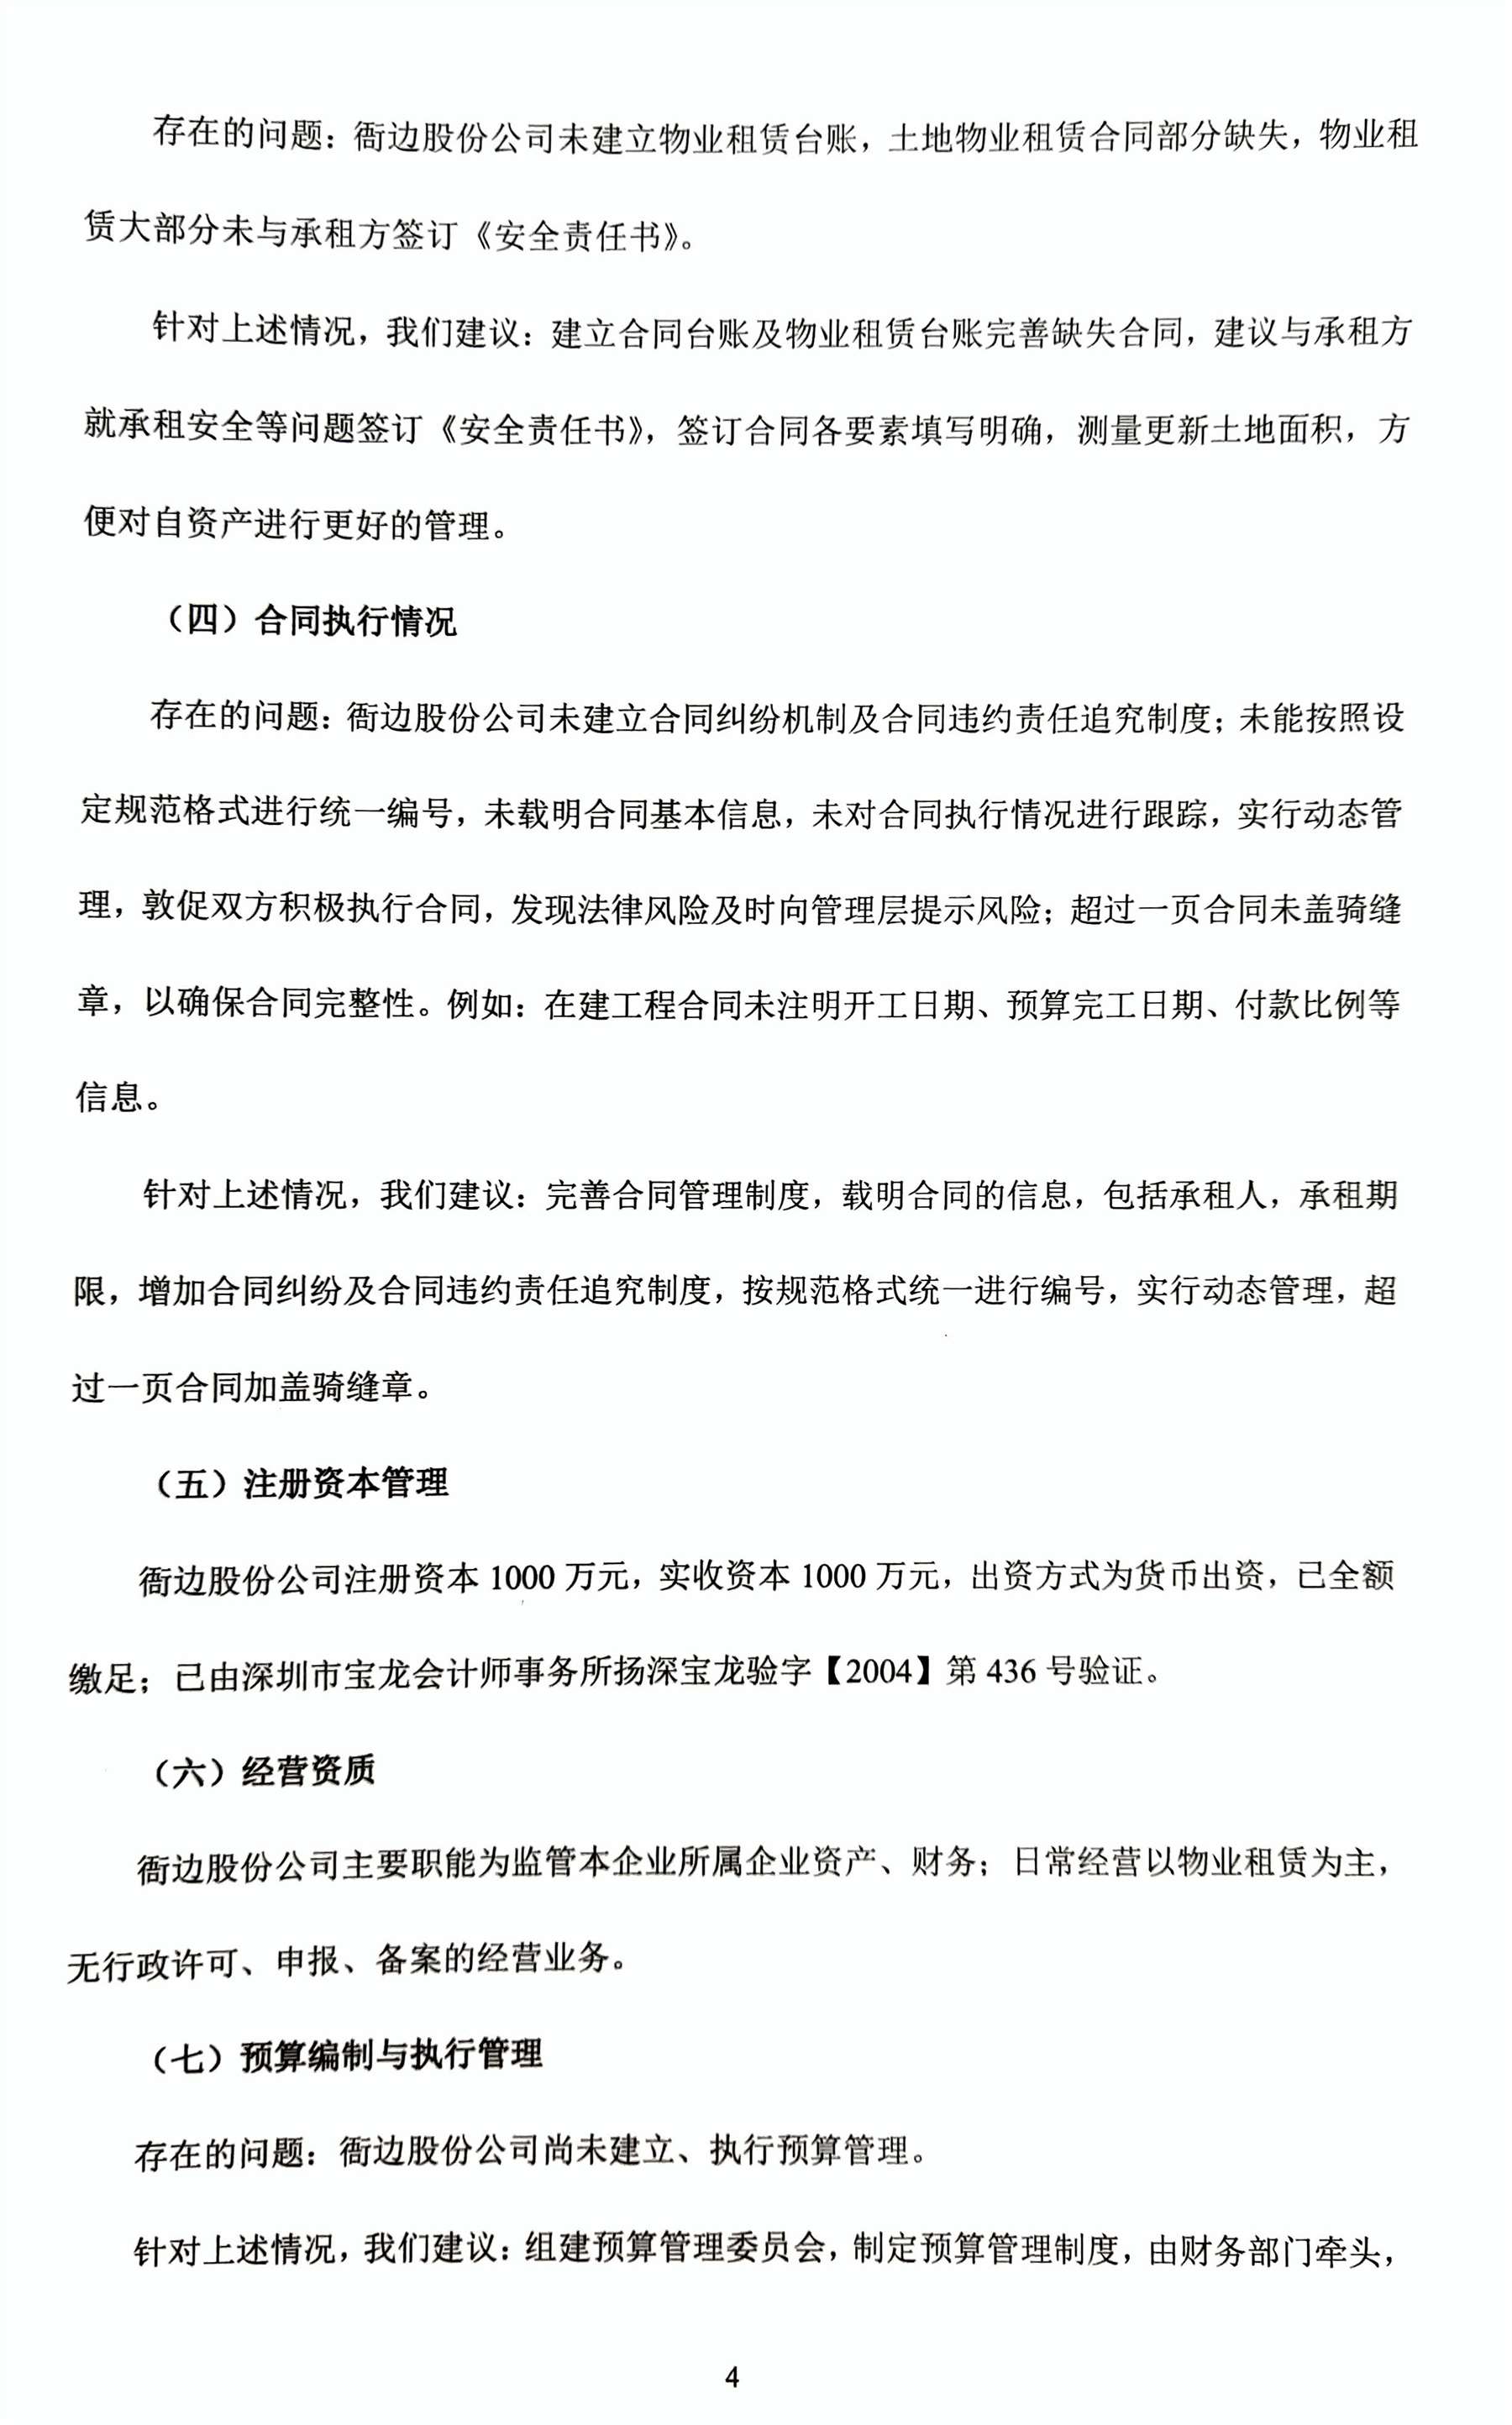 存在的问题：衙边股份公司未建立物业租赁台账，土地物业租赁合同部分缺失，物业租
赁大部分未与承租方签订《安全责任书》。
针对上述情况，我们建议：建立合同台账及物业租赁台账完善缺失合同，建议与承租方
就承租安全等问题签订《安全责任书》，签订合同各要素填写明确，测量更新土地面积，方
便对自资产进行更好的管理。
（四）合同执行情况
存在的问题：衙边股份公司未建立合同纠纷机制及合同违约责任追究制度；未能按照设
定规范格式进行统一编号，未载明合同基本信息，未对合同执行情况进行跟踪，实行动态管
理，敦促双方积极执行合同，发现法律风险及时向管理层提示风险；超过一页合同未盖骑缝
章，以确保合同完整性。例如：在建工程合同未注明开工日期、预算完工日期、付款比例等
信息。
针对上述情况，我们建议：完善合同管理制度，载明合同的信息，包括承租人，承租期
限，增加合同纠纷及合同违约责任追究制度，按规范格式统一进行编号，实行动态管理，超
过一页合同加盖骑缝章。
（五）注册资本管理
衙边股份公司注册资本 1000 万元，实收资本 1000 万元，出资方式为货币出资，已全额
缴足；已由深圳市宝龙会计师事务所扬深宝龙验字【2004】第 436 号验证。
（六）经营资质
衙边股份公司主要职能为监管本企业所属企业资产、财务；日常经营以物业租赁为主，
无行政许可、申报、备案的经营业务。
（七）预算编制与执行管理
存在的问题：衙边股份公司尚未建立、执行预算管理。
针对上述情况，我们建议：组建预算管理委员会，制定预算管理制度，由财务部门牵头，
4